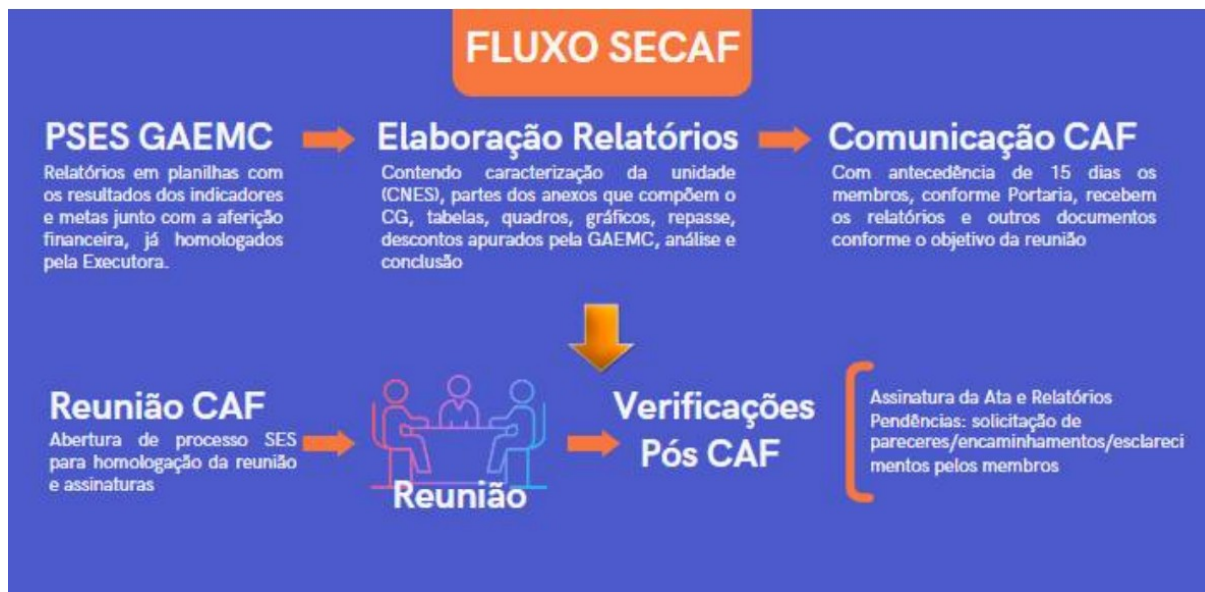 FLUXO SECAF
PSES GAEMC
Relatórios em planilhas com
os resultados dos indicadores
e metas junto com a aferição
financeira, já homologados
pela Executora.
Elaboração Relatórios
Contendo caracterização da unidade
(CNES), partes dos anexos que compõem o
CG, tabelas, quadros, gráficos, repasse,
descontos apurados pela GAEMC, análise e
conclusão
Comunicação CAF
Com antecedência de 15 dias os
membros, conforme Portaria, recebem
os relatórios e outros documentos
conforme o objetivo da reunião
Reunião CAF
Abertura de processo SES
para homologação da reunião
e assinaturas
Reunião
Verificações
Pós CAF
Assinatura da Ata e Relatórios
Pendências: solicitação de
pareceres/encaminhamentos/esclareci
mentos pelos membros